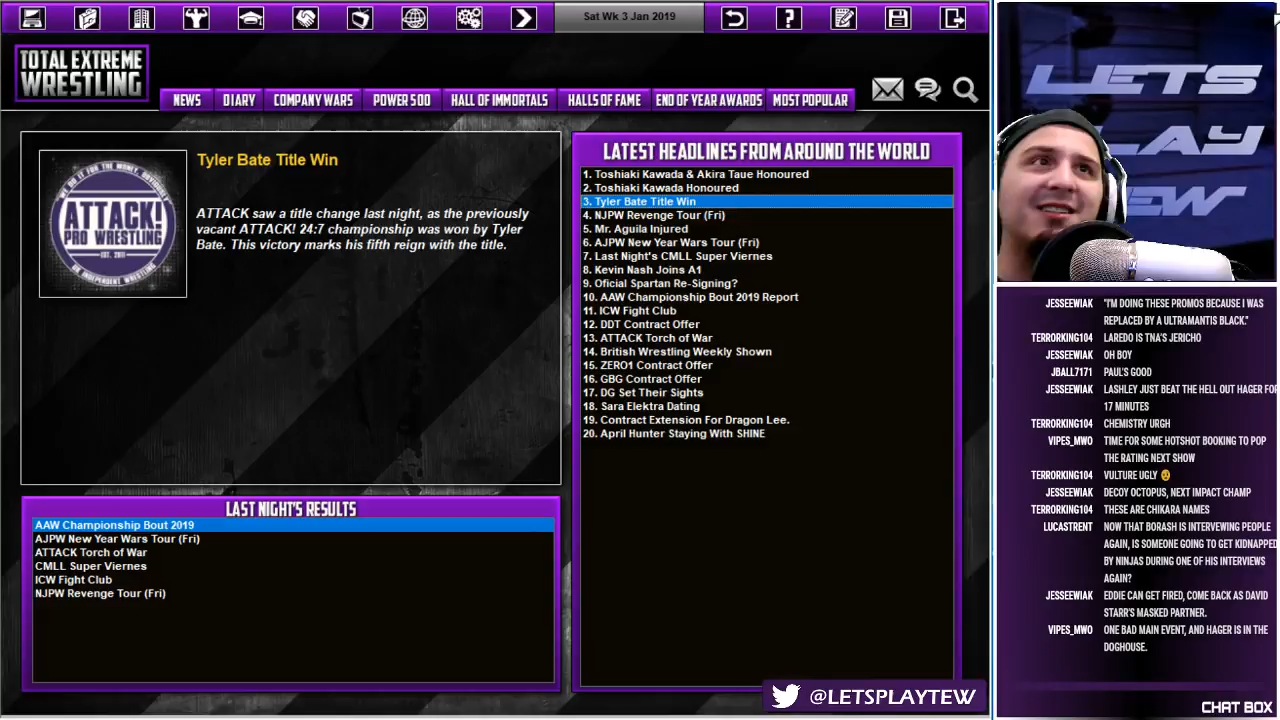 Sat Wk 3 Jan 2019
TOTAL EXTREME
WRESTLING
NEWS
DIARY
COMPANY WARS
POWER 500
HALL OF IMMORTALS
HALLS OF FAME
END OF YEAR AWARDS
MOST POPULAR
Tyler Bate Title Win
ATTACK!
PRO WRESTLING
EST. 2011
UK INDEPENDENT WRESTLING
ATTACK saw a title change last night, as the previously
vacant ATTACK! 24:7 championship was won by Tyler
Bate. This victory marks his fifth reign with the title.
LATEST HEADLINES FROM AROUND THE WORLD
1. Toshiaki Kawada & Akira Taue Honoured
2. Toshiaki Kawada Honoured
3. Tyler Bate Title Win
4. NJPW Revenge Tour (Fri)
5. Mr. Aguila Injured
6. AJPW New Year Wars Tour (Fri)
7. Last Night's CMLL Super Viernes
8. Kevin Nash Joins A1
9. Oficial Spartan Re-Signing?
10. AAW Championship Bout 2019 Report
11. ICW Fight Club
12. DDT Contract Offer
13. ATTACK Torch of War
14. British Wrestling Weekly Shown
15. ZERO1 Contract Offer
16. GBG Contract Offer
17. DG Set Their Sights
18. Sara Elektra Dating
19. Contract Extension For Dragon Lee.
20. April Hunter Staying With SHINE
LAST NIGHT'S RESULTS
AAW Championship Bout 2019
AJPW New Year Wars Tour (Fri)
ATTACK Torch of War
CMLL Super Viernes
ICW Fight Club
NJPW Revenge Tour (Fri)
@LETSPLAYTEW
LETS
PLAY
TEW
JESSEEWIAK "I'M DOING THESE PROMOS BECAUSE I WAS
REPLACED BY A ULTRAMANTIS BLACK."
TERRORKING104 LAREDO IS TNA'S JERICHO
JESSEEWIAK OH BOY
JBALL7171 PAUL'S GOOD
JESSEEWIAK LASHLEY JUST BEAT THE HELL OUT HAGER FOR
17 MINUTES
TERRORKING104 CHEMISTRY URGH
VIPES_MWO TIME FOR SOME HOTSHOT BOOKING TO POP
THE RATING NEXT SHOW
TERRORKING104 VULTURE UGLY
JESSEEWIAK DECOY OCTOPUS, NEXT IMPACT CHAMP
TERRORKING104 THESE ARE CHIKARA NAMES
LUCASTRENT NOW THAT BORASH IS INTERVIEWING PEOPLE
AGAIN, IS SOMEONE GOING TO GET KIDNAPPED
BY NINJAS DURING ONE OF HIS INTERVIEWS
AGAIN?
JESSEEWIAK EDDIE CAN GET FIRED, COME BACK AS DAVID
STARR'S MASKED PARTNER.
VIPES_MWO ONE BAD MAIN EVENT, AND HAGER IS IN THE
DOGHOUSE.
CHAT BOX